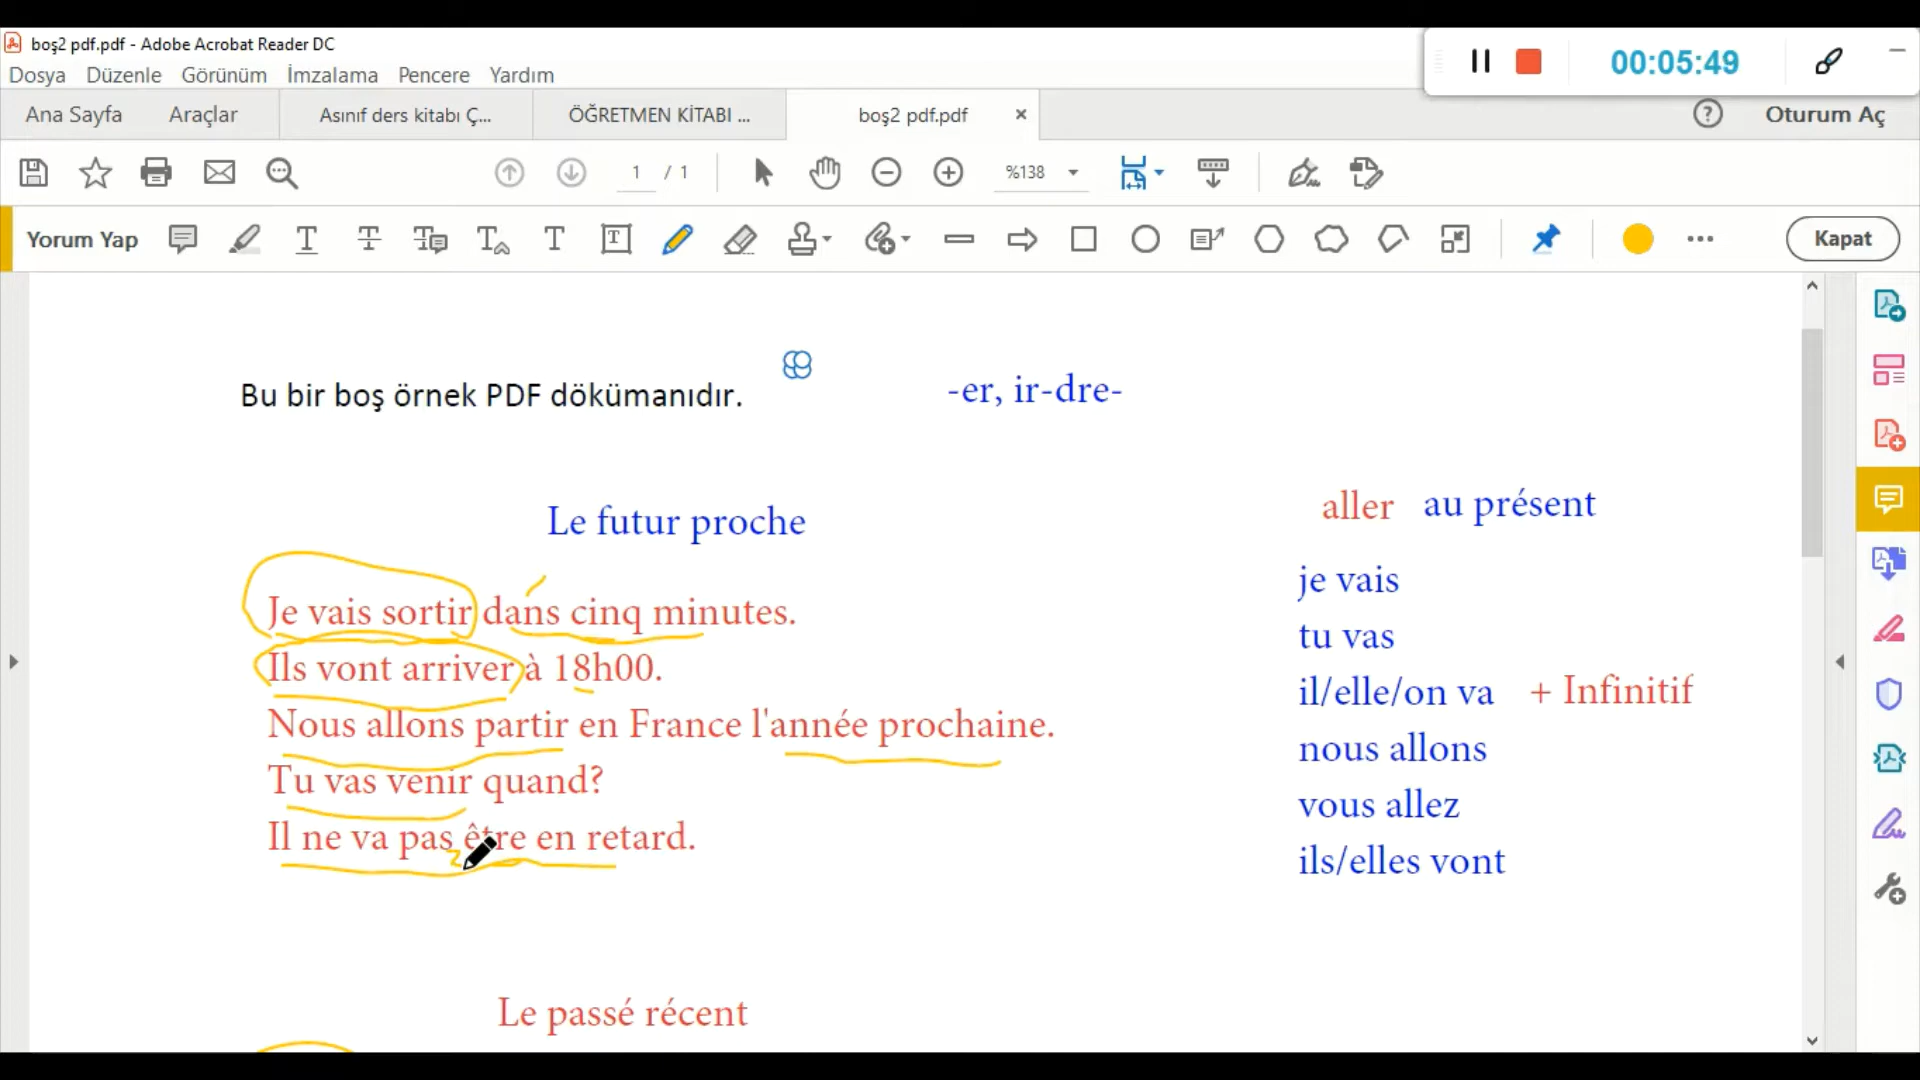 boş2 pdf.pdf - Adobe Acrobat Reader DC
Dosya Düzenle Görünüm İmzalama Pencere Yardım
00:05:49
Ana Sayfa Araçlar Asınıf ders kitabı Ç... ÖĞRETMEN KİTABI ... boş2 pdf.pdf × ? Oturum Aç
1 / 1 %138
Yorum Yap Kapat
Bu bir boş örnek PDF dökümanıdır.
-er, ir-dre-
Le futur proche
Je vais sortir dans cinq minutes.
Ils vont arriver à 18h00.
Nous allons partir en France l'année prochaine.
Tu vas venir quand?
Il ne va pas être en retard.
aller au présent
je vais
tu vas
il/elle/on va + Infinitif
nous allons
vous allez
ils/elles vont
Le passé récent